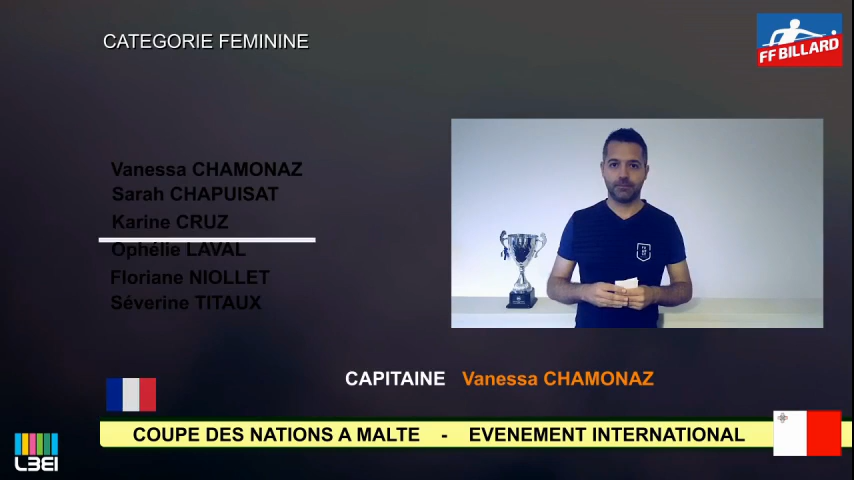 CATEGORIE FEMININE
FF BILLARD
Vanessa CHAMONAZ
Sarah CHAPUISAT
Karine CRUZ
Ophélie LAVAL
Floriane NIOLLET
Séverine TITAUX
CAPITAINE Vanessa CHAMONAZ
COUPE DES NATIONS A MALTE - EVENEMENT INTERNATIONAL